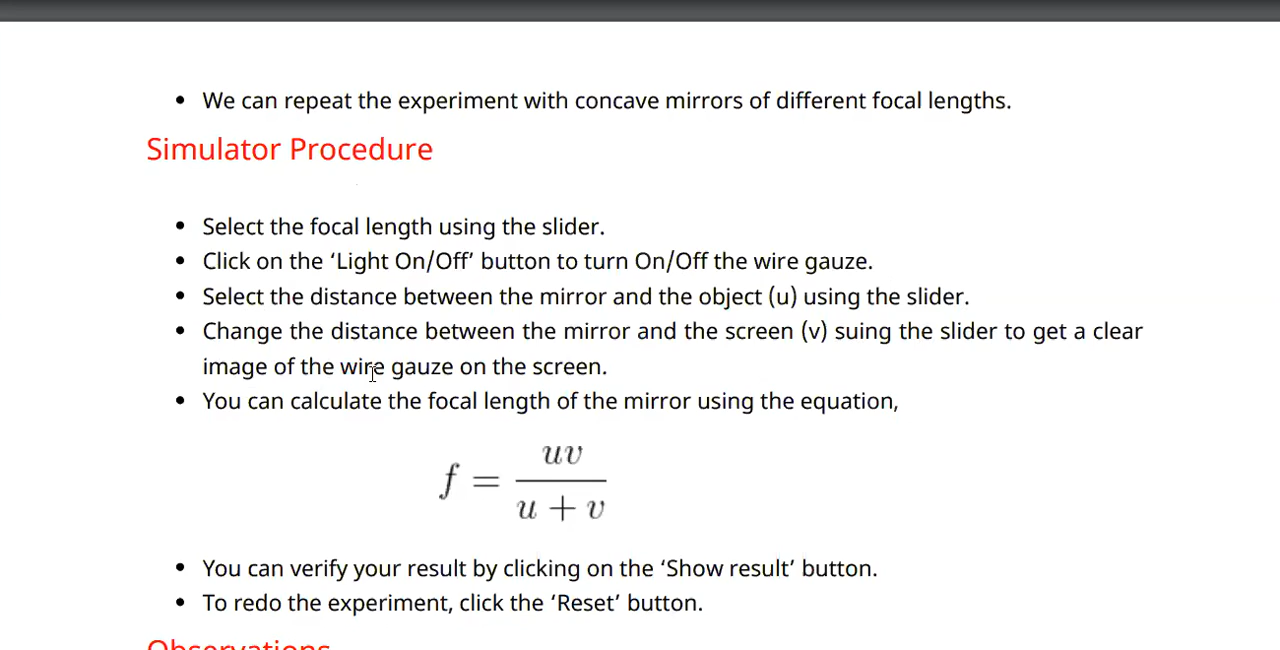 • We can repeat the experiment with concave mirrors of different focal lengths.
Simulator Procedure
• Select the focal length using the slider.
• Click on the ‘Light On/Off’ button to turn On/Off the wire gauze.
• Select the distance between the mirror and the object (u) using the slider.
• Change the distance between the mirror and the screen (v) suing the slider to get a clear
image of the wire gauze on the screen.
• You can calculate the focal length of the mirror using the equation,
f = uv / (u + v)
• You can verify your result by clicking on the ‘Show result’ button.
• To redo the experiment, click the ‘Reset’ button.
Observations